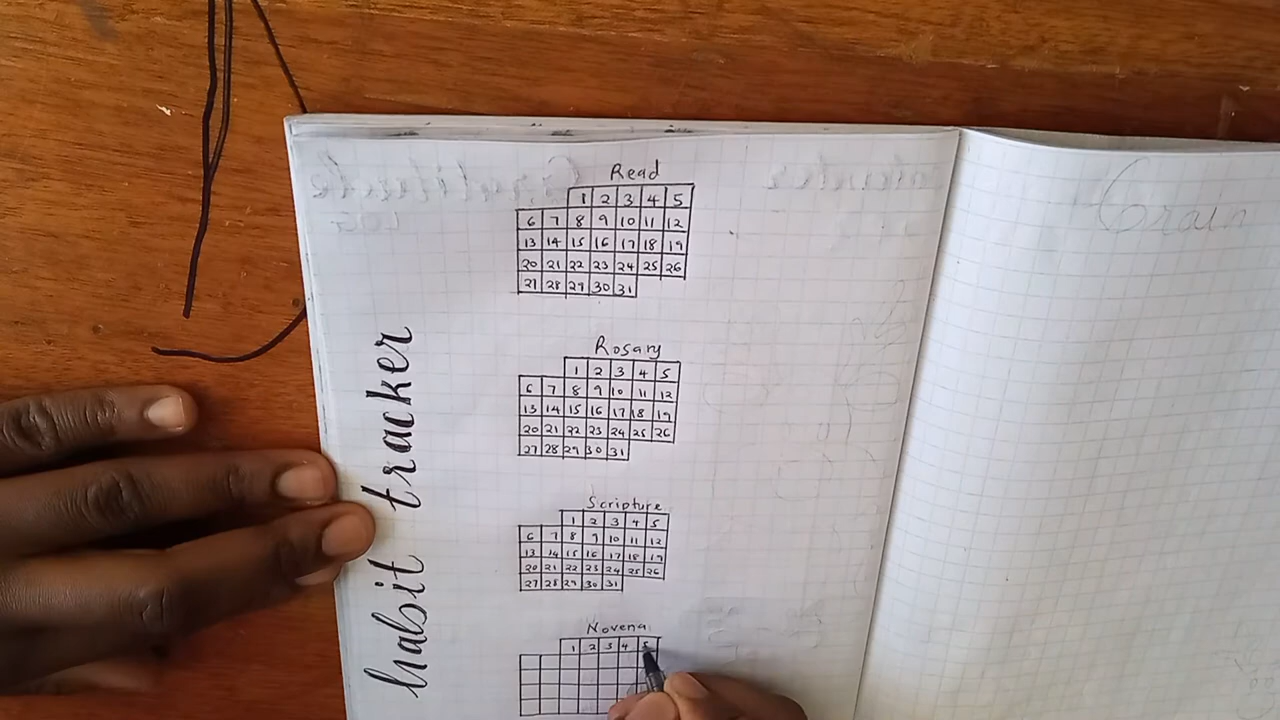 habit tracker
Read
1 2 3 4 5
6 7 8 9 10 11 12
13 14 15 16 17 18 19
20 21 22 23 24 25 26
27 28 29 30 31
Rosary
1 2 3 4 5
6 7 8 9 10 11 12
13 14 15 16 17 18 19
20 21 22 23 24 25 26
27 28 29 30 31
Scripture
1 2 3 4 5
6 7 8 9 10 11 12
13 14 15 16 17 18 19
20 21 22 23 24 25 26
27 28 29 30 31
Novena
1 2 3 4 5